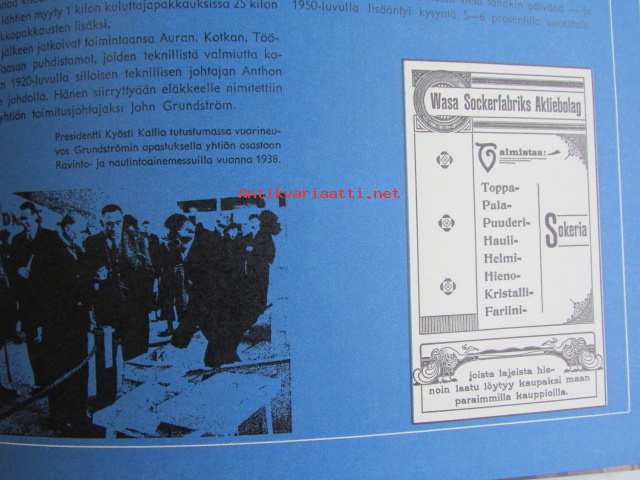 lähtien myyty 1 kilon kuluttajapakkauksissa 25 kilon
lisäksi.
jälkeen jatkoivat toimintaansa Auran, Kotkan, Töö-
puhdistamot, joiden teknillistä valmiutta ko-
1920-luvulla silloisen teknillisen johtajan Anthon
johdolla. Hänen siirryttyään eläkkeelle nimitettiin
toimitusjohtajaksi John Grundström.
Presidentti Kyösti Kallio tutustumassa vuorineu-
vos Grundströmin opastuksella yhtiön osastoon
Ravinto- ja nautintoainemessuilla vuonna 1938.
1950-luvulla lisääntyi kysyntä 5—6 prosentilla
Antikvariaatti.net
Wasa Sockerfabriks Aktiebolag
Valmistaa:
Toppa-
Pala-
Puuderi-
Hauli-
Helmi-
Hieno-
Kristalli-
Fariini-
Sokeria
joista lajeista hie-
noin laatu löytyy kaupaksi maan
paraimmilla kauppioilla.